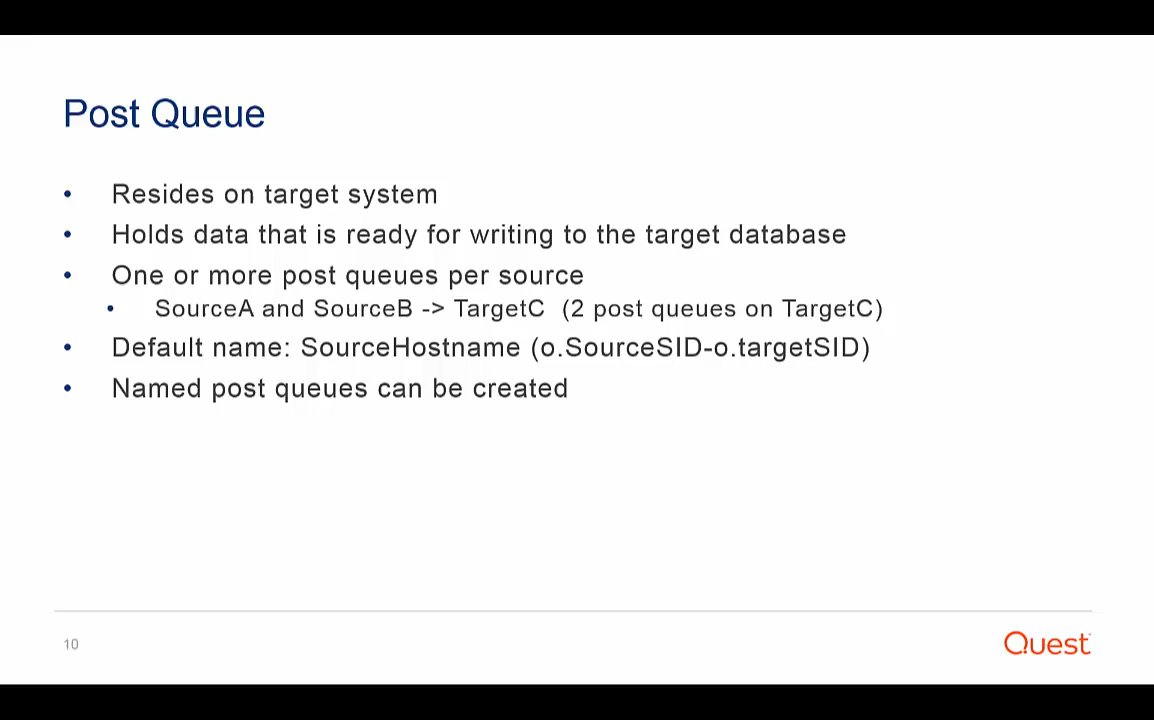 Post Queue
• Resides on target system
• Holds data that is ready for writing to the target database
• One or more post queues per source
• SourceA and SourceB -> TargetC (2 post queues on TargetC)
• Default name: SourceHostname (o.SourceSID-o.targetSID)
• Named post queues can be created
10
Quest